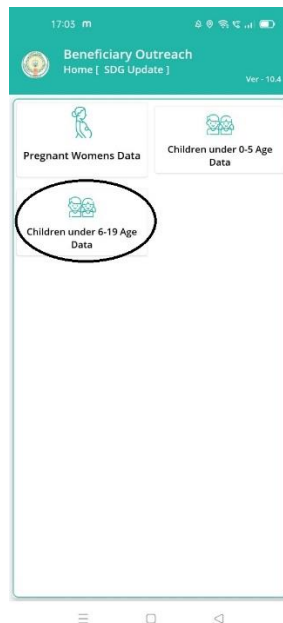 17:03 m
Beneficiary Outreach
Home [ SDG Update ]
Ver - 10.4
Pregnant Womens Data
Children under 0-5 Age
Data
Children under 6-19 Age
Data